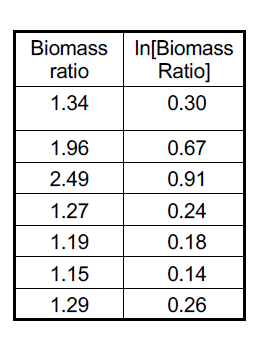 Biomass ratio | ln[Biomass Ratio]
1.34 | 0.30
1.96 | 0.67
2.49 | 0.91
1.27 | 0.24
1.19 | 0.18
1.15 | 0.14
1.29 | 0.26